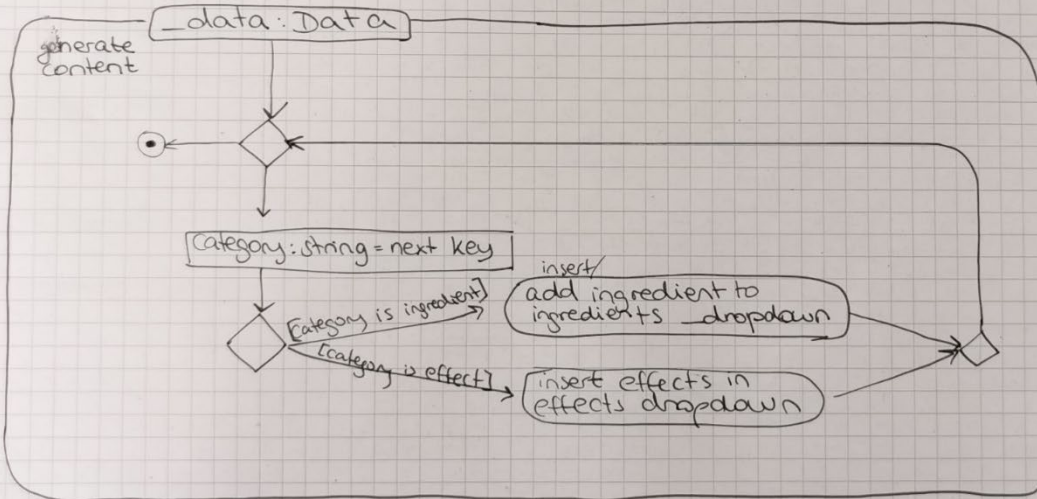 _data: Data
generate
content
category: string = next key
[category is ingredient]
insert/
add ingredient to
ingredients _dropdown
[category is effect]
insert effects in
effects dropdown